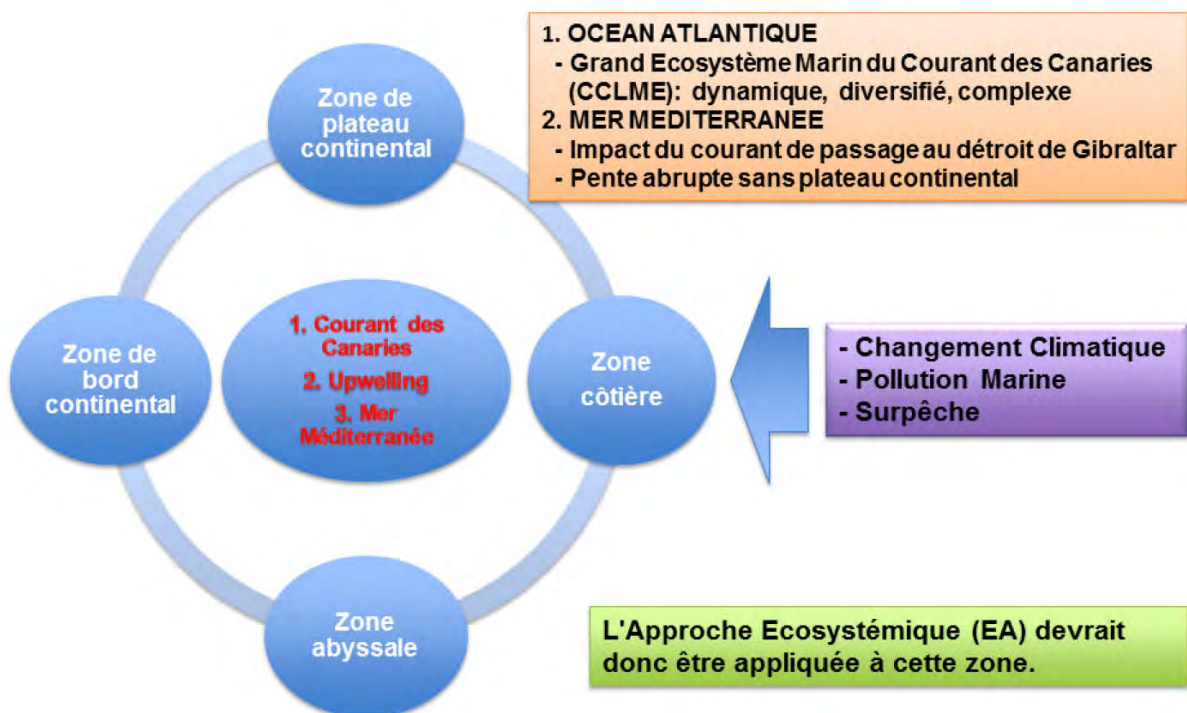 1. OCEAN ATLANTIQUE
- Grand Ecosystème Marin du Courant des Canaries
(CCLME): dynamique, diversifié, complexe
2. MER MEDITERRANEE
- Impact du courant de passage au détroit de Gibraltar
- Pente abrupte sans plateau continental
Zone de
plateau
continental
Zone de
bord
continental
1. Courant des
Canaries
2. Upwelling
3. Mer
Méditerranée
Zone
côtière
- Changement Climatique
- Pollution Marine
- Surpêche
Zone
abyssale
L'Approche Ecosystémique (EA) devrait
donc être appliquée à cette zone.